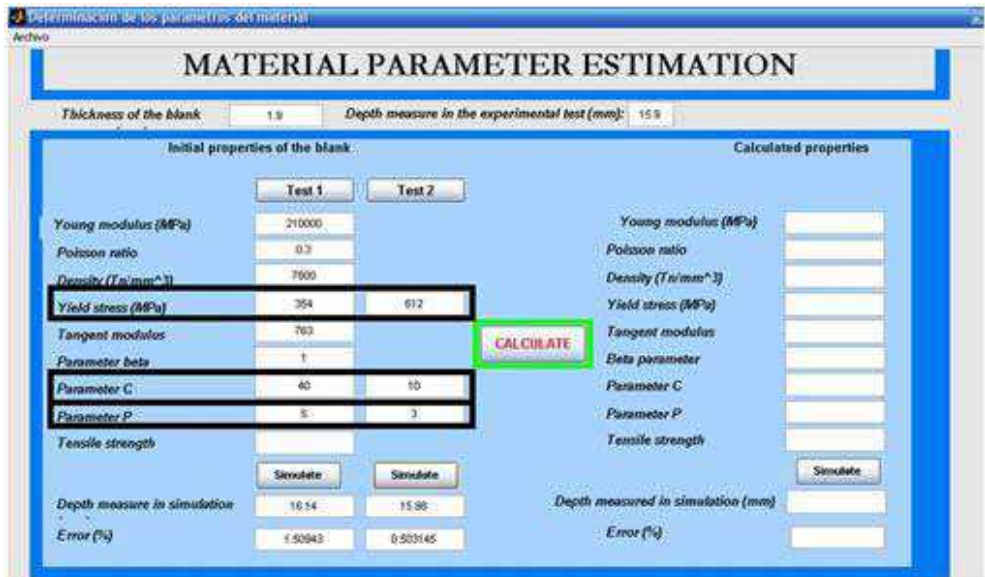 Determinación de los parametros del material
Archivo
MATERIAL PARAMETER ESTIMATION
Thickness of the blank 1.9 Depth measure in the experimental test (mm): 15.9
Initial properties of the blank Calculated properties
Test 1 Test 2
Young modulus (MPa) 210000 Young modulus (MPa)
Poisson ratio 0.3 Poisson ratio
Density (Tn/mm^3) 7800 Density (Tn/mm^3)
Yield stress (MPa) 354 612 Yield stress (MPa)
Tangent modulus 763 Tangent modulus
CALCULATE
Parameter beta 1 Beta parameter
Parameter C 40 10 Parameter C
Parameter P 5 3 Parameter P
Tensile strength Tensile strength
Simulate Simulate Simulate
Depth measure in simulation 16.14 15.98 Depth measured in simulation (mm)
Error (%) 1.50943 0.503145 Error (%)